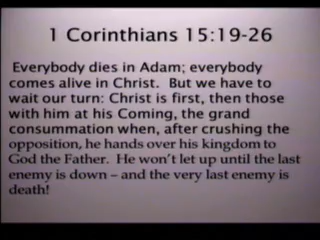 1 Corinthians 15:19-26
Everybody dies in Adam; everybody
comes alive in Christ.  But we have to
wait our turn: Christ is first, then those
with him at his Coming, the grand
consummation when, after crushing the
opposition, he hands over his kingdom to
God the Father.  He won't let up until the last
enemy is down – and the very last enemy is
death!